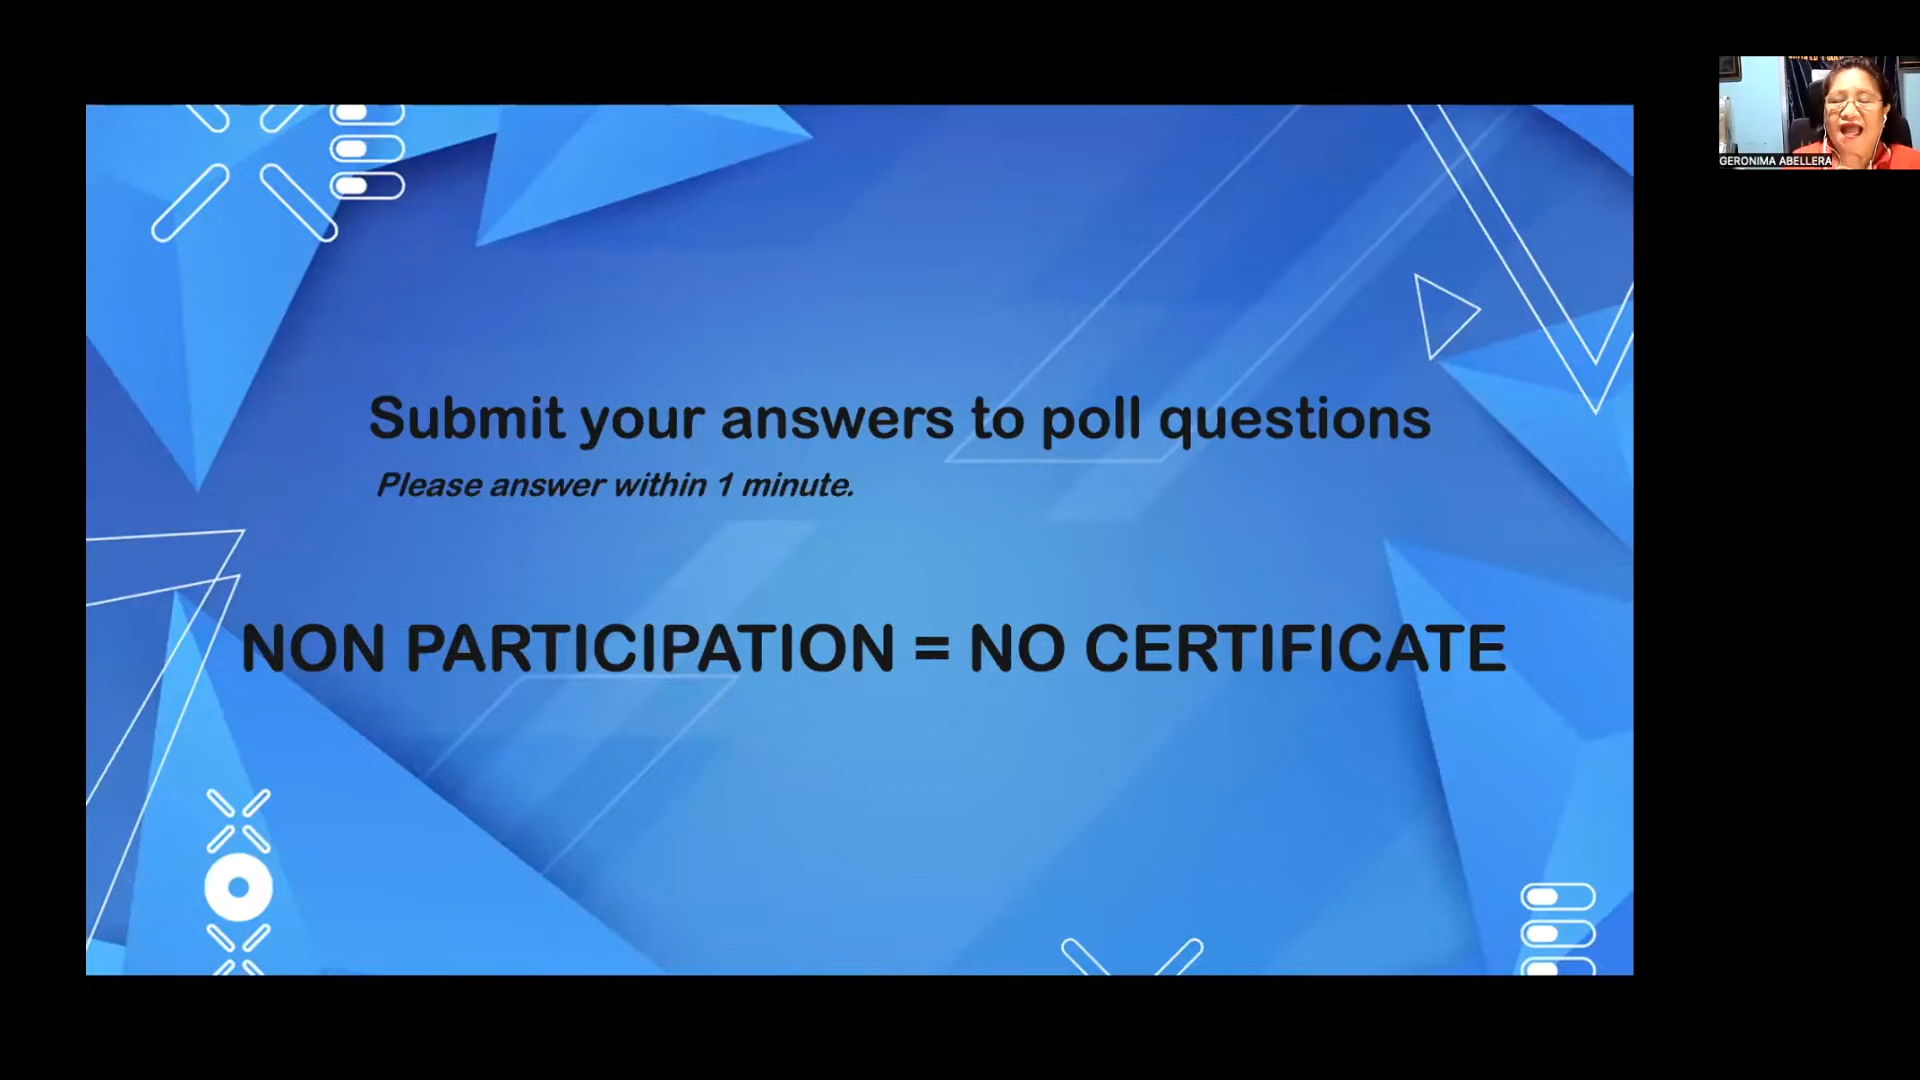 Submit your answers to poll questions
Please answer within 1 minute.
NON PARTICIPATION = NO CERTIFICATE
GERONIMA ABELLERA